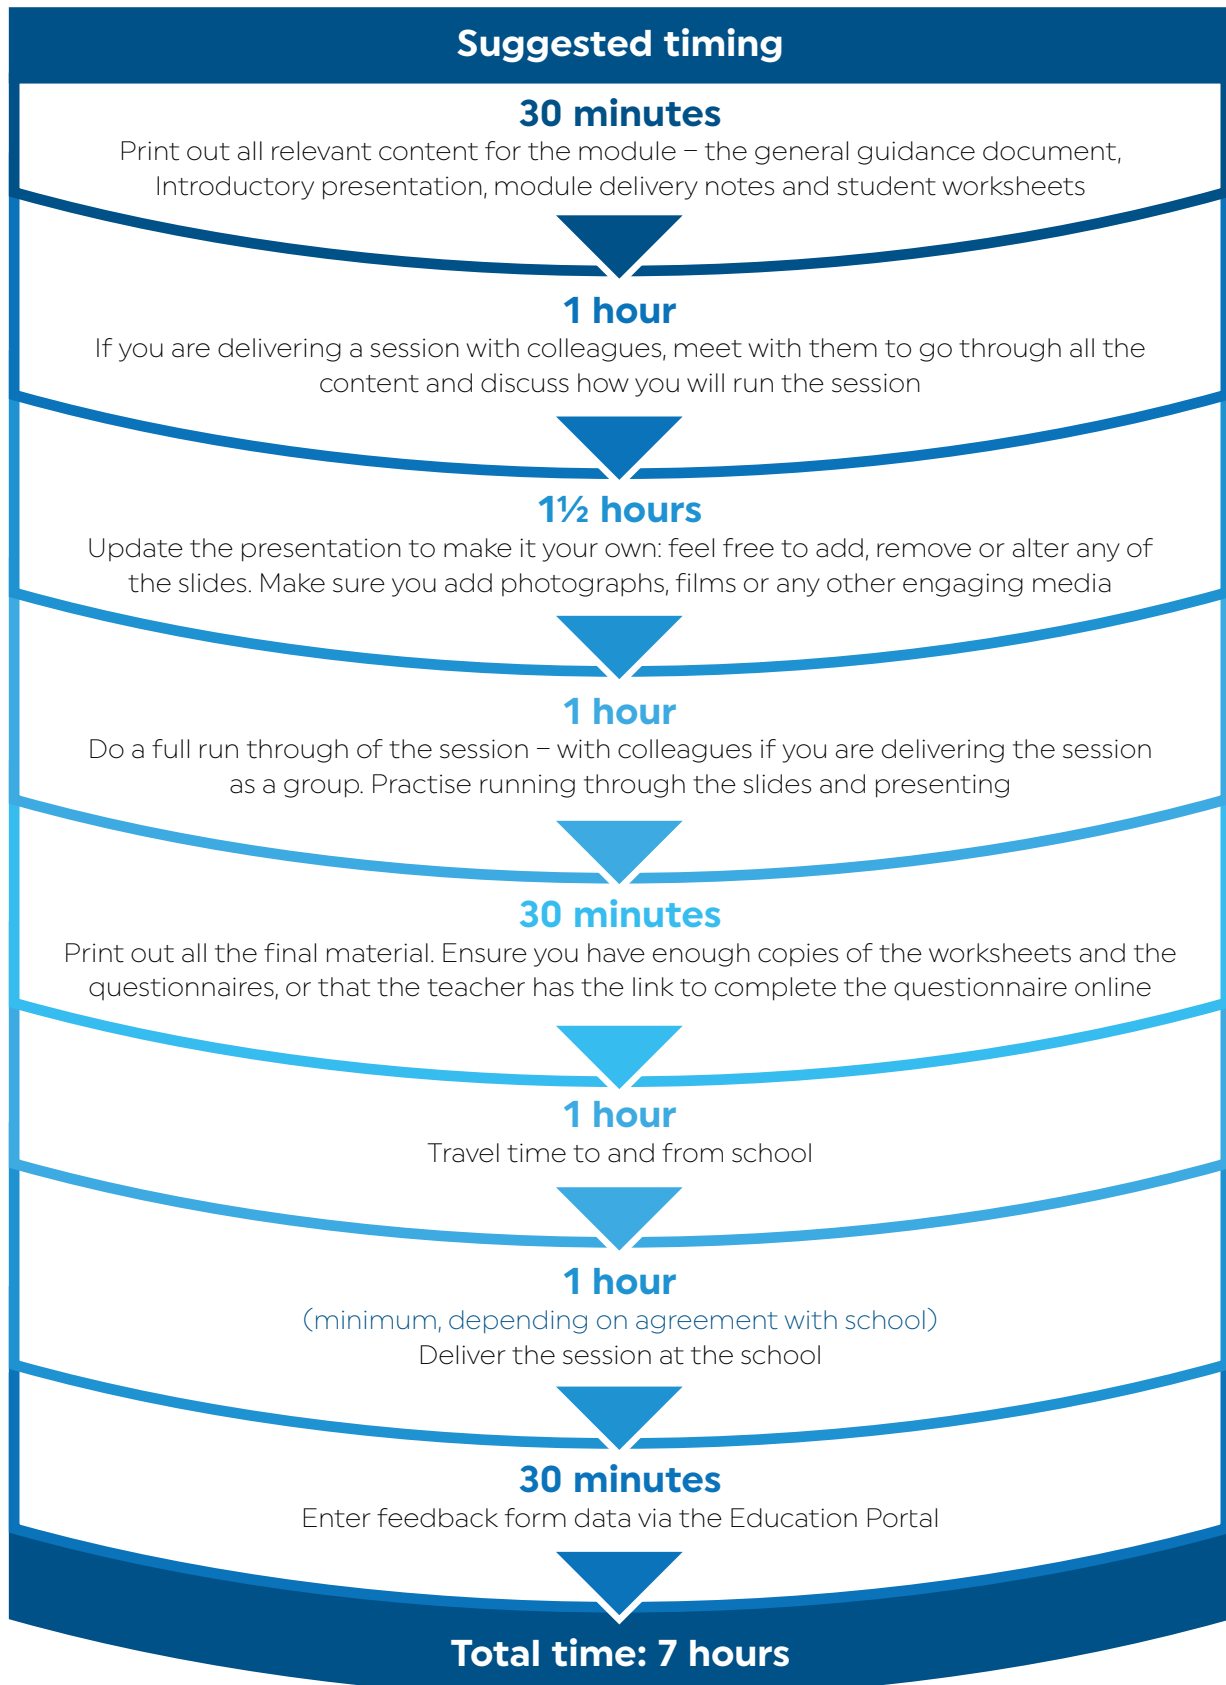 Suggested timing
30 minutes
Print out all relevant content for the module – the general guidance document,
Introductory presentation, module delivery notes and student worksheets
1 hour
If you are delivering a session with colleagues, meet with them to go through all the
content and discuss how you will run the session
1½ hours
Update the presentation to make it your own: feel free to add, remove or alter any of
the slides. Make sure you add photographs, films or any other engaging media
1 hour
Do a full run through of the session – with colleagues if you are delivering the session
as a group. Practise running through the slides and presenting
30 minutes
Print out all the final material. Ensure you have enough copies of the worksheets and the
questionnaires, or that the teacher has the link to complete the questionnaire online
1 hour
Travel time to and from school
1 hour
(minimum, depending on agreement with school)
Deliver the session at the school
30 minutes
Enter feedback form data via the Education Portal
Total time: 7 hours